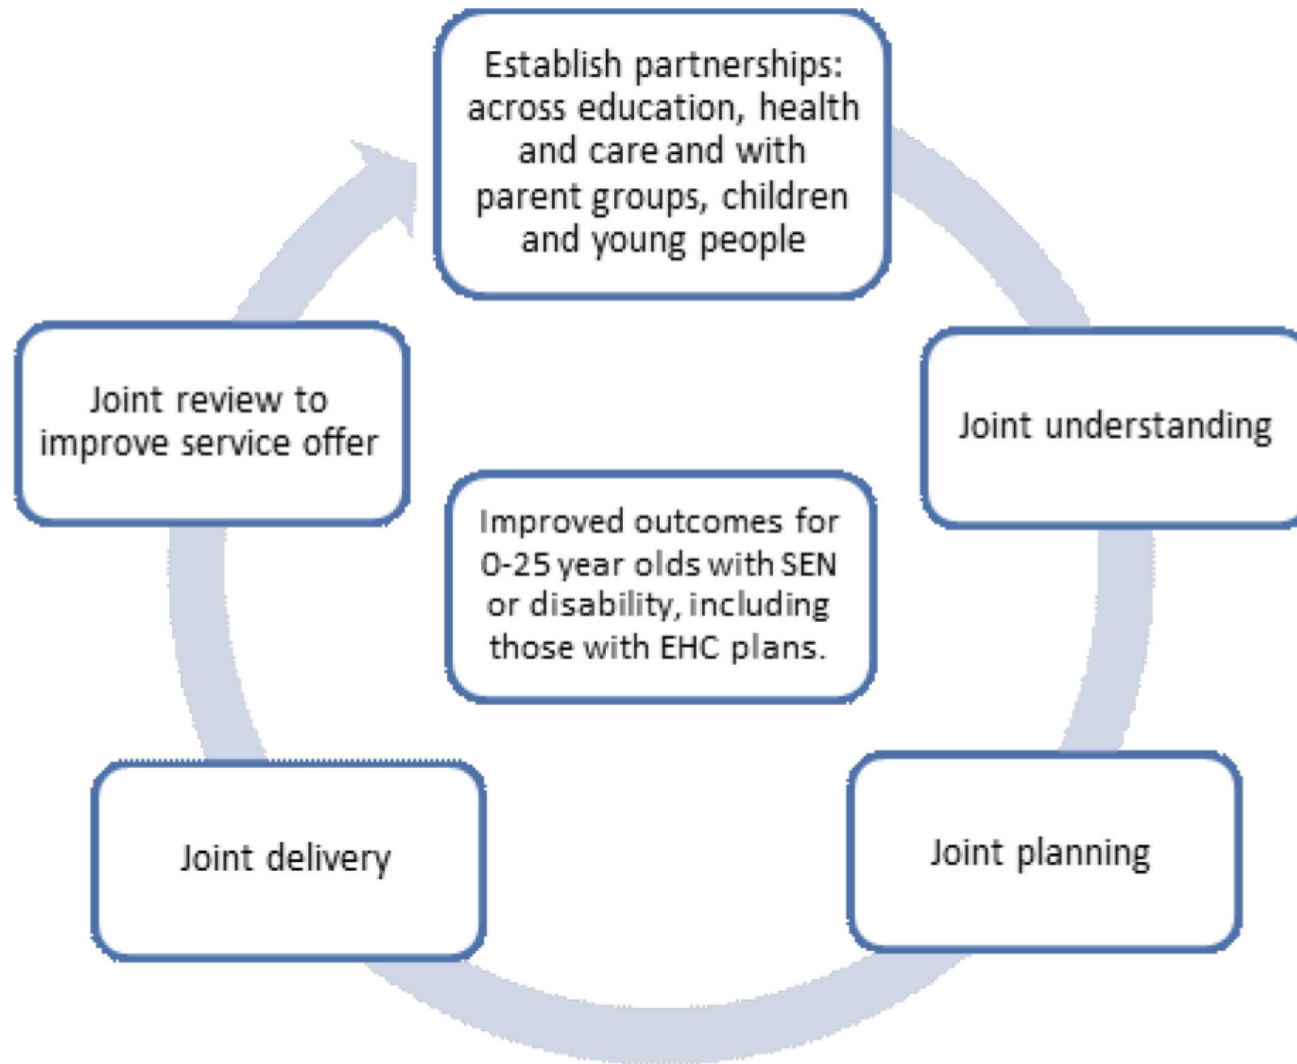 Establish partnerships:
across education, health
and care and with
parent groups, children
and young people
Joint understanding
Joint planning
Joint delivery
Joint review to
improve service offer
Improved outcomes for
0-25 year olds with SEN
or disability, including
those with EHC plans.